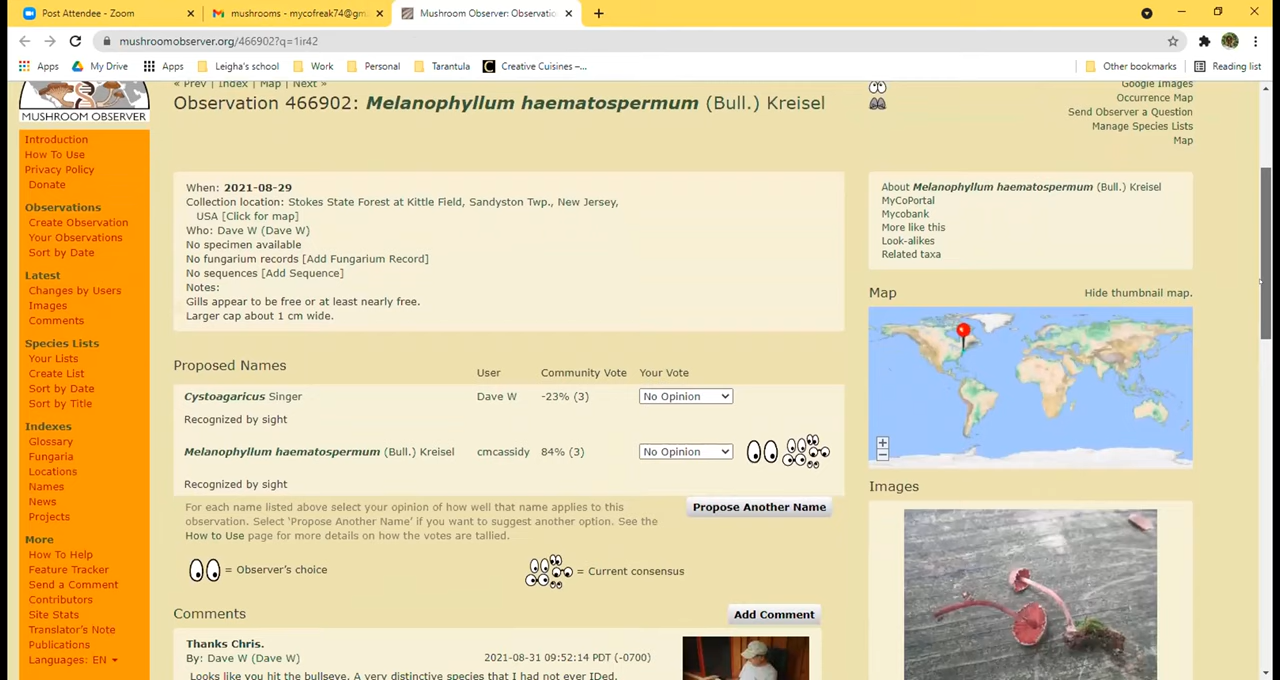 Post Attendee - Zoom
mushrooms - mycofreak74@gm
Mushroom Observer: Observatio
mushroomobserver.org/466902?q=1ir42
Apps My Drive Apps Leigha's school Work Personal Tarantula Creative Cuisines –... Other bookmarks Reading list
« Prev | Index | Map | Next »
Observation 466902: Melanophyllum haematospermum (Bull.) Kreisel
Google Images
Occurrence Map
Send Observer a Question
Manage Species Lists
Map
MUSHROOM OBSERVER
Introduction
How To Use
Privacy Policy
Donate
Observations
Create Observation
Your Observations
Sort by Date
Latest
Changes by Users
Images
Comments
Species Lists
Your Lists
Create List
Sort by Date
Sort by Title
Indexes
Glossary
Fungaria
Locations
Names
News
Projects
More
How To Help
Feature Tracker
Send a Comment
Contributors
Site Stats
Translator's Note
Publications
Languages: EN
When: 2021-08-29
Collection location: Stokes State Forest at Kittle Field, Sandyston Twp., New Jersey,
USA [Click for map]
Who: Dave W (Dave W)
No specimen available
No fungarium records [Add Fungarium Record]
No sequences [Add Sequence]
Notes:
Gills appear to be free or at least nearly free.
Larger cap about 1 cm wide.
Proposed Names User Community Vote Your Vote
Cystoagaricus Singer Dave W -23% (3) No Opinion
Recognized by sight
Melanophyllum haematospermum (Bull.) Kreisel cmcassidy 84% (3) No Opinion
Recognized by sight
For each name listed above select your opinion of how well that name applies to this
observation. Select 'Propose Another Name' if you want to suggest another option. See the
How to Use page for more details on how the votes are tallied.
Propose Another Name
= Observer's choice = Current consensus
Comments Add Comment
Thanks Chris.
By: Dave W (Dave W) 2021-08-31 09:52:14 PDT (-0700)
Looks like you hit the bullseye. A very distinctive species that I had not ever IDed.
About Melanophyllum haematospermum (Bull.) Kreisel
MyCoPortal
Mycobank
More like this
Look-alikes
Related taxa
Map Hide thumbnail map.
Images